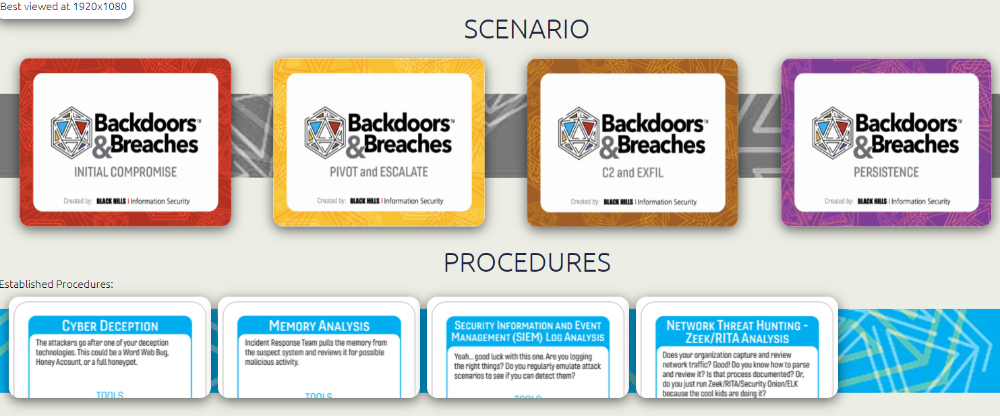 Best viewed at 1920x1080
SCENARIO
Backdoors™
&Breaches
INITIAL COMPROMISE
Created by: BLACK HILLS | Information Security
Backdoors™
&Breaches
PIVOT and ESCALATE
Created by: BLACK HILLS | Information Security
Backdoors™
&Breaches
C2 and EXFIL
Created by: BLACK HILLS | Information Security
Backdoors™
&Breaches
PERSISTENCE
Created by: BLACK HILLS | Information Security
PROCEDURES
Established Procedures:
CYBER DECEPTION
The attackers go after one of your deception
technologies. This could be a Word Web Bug,
Honey Account, or a full honeypot.
TOOLS
MEMORY ANALYSIS
Incident Response Team pulls the memory from
the suspect system and reviews it for possible
malicious activity.
TOOLS
SECURITY INFORMATION AND EVENT
MANAGEMENT (SIEM) LOG ANALYSIS
Yeah... good luck with this one. Are you logging
the right things? Do you regularly emulate attack
scenarios to see if you can detect them?
TOOLS
NETWORK THREAT HUNTING -
ZEEK/RITA ANALYSIS
Does your organization capture and review
network traffic? Good! Do you know how to parse
and review it? Is that process documented? Or,
do you just run Zeek/RITA/Security Onion/ELK
because the cool kids are doing it?